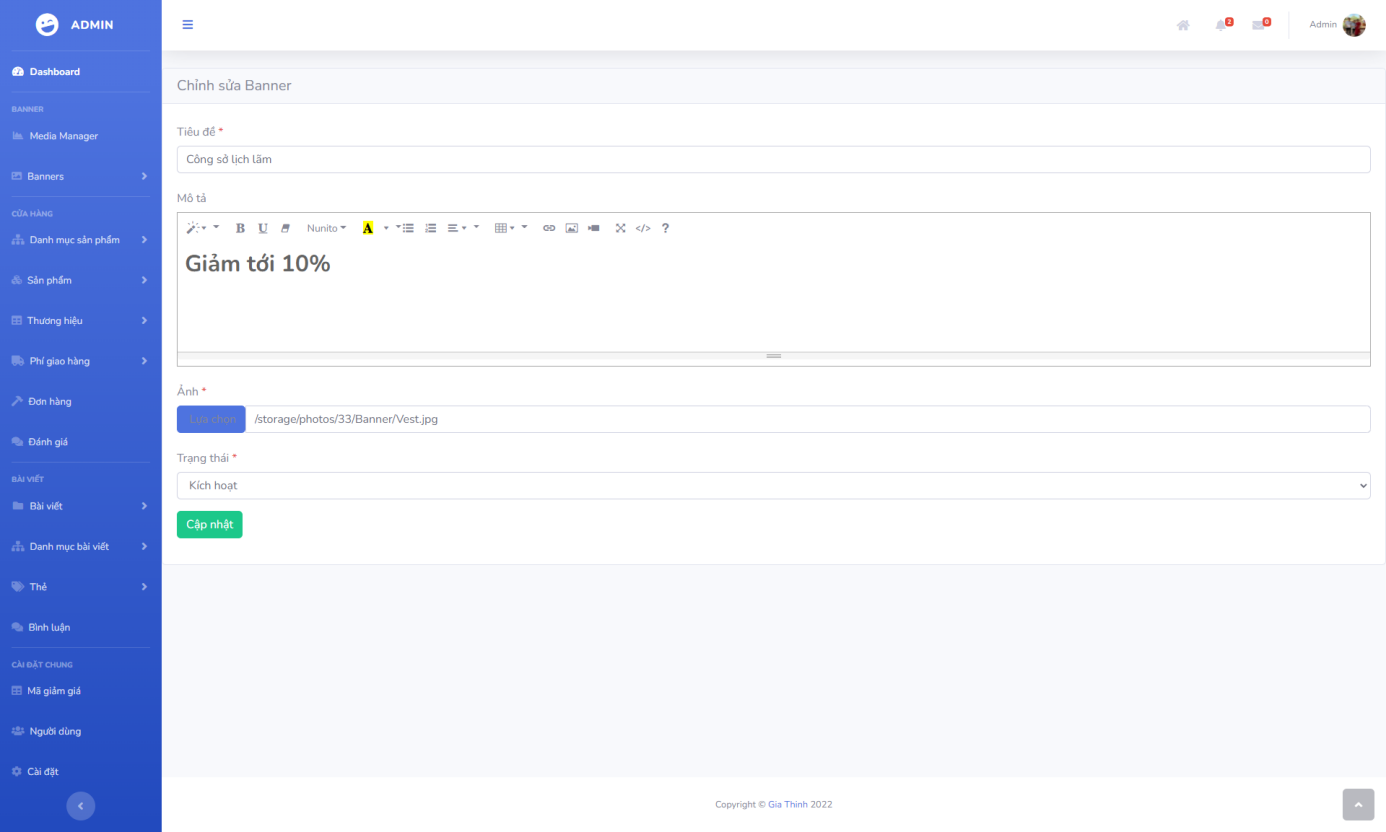 ADMIN
2
0
Admin
Dashboard
BANNER
Media Manager
Banners
CỬA HÀNG
Danh mục sản phẩm
Sản phẩm
Thương hiệu
Phí giao hàng
Đơn hàng
Đánh giá
BÀI VIẾT
Bài viết
Danh mục bài viết
Thẻ
Bình luận
CÀI ĐẶT CHUNG
Mã giảm giá
Người dùng
Cài đặt
Chỉnh sửa Banner
Tiêu đề *
Công sở lịch lãm
Mô tả
B U Nunito A </> ?
Giảm tới 10%
Ảnh *
Lựa chọn /storage/photos/33/Banner/Vest.jpg
Trạng thái *
Kích hoạt
Cập nhật
Copyright © Gia Thinh 2022